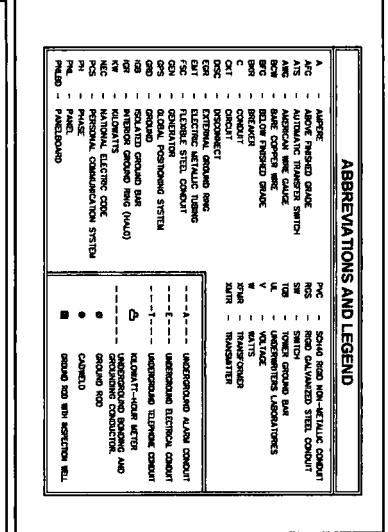 ABBREVIATIONS AND LEGEND
A - AMPERE
AFG - ABOVE FINISHED GRADE
ATS - AUTOMATIC TRANSFER SWITCH
AWG - AMERICAN WIRE GAUGE
BCW - BARE COPPER WIRE
BFG - BELOW FINISHED GRADE
BKR - BREAKER
C - CONDUIT
CKT - CIRCUIT
DISC - DISCONNECT
EGR - EXTERNAL GROUND RING
EMT - ELECTRIC METALLIC TUBING
FSC - FLEXIBLE STEEL CONDUIT
GEN - GENERATOR
GPS - GLOBAL POSITIONING SYSTEM
GRD - GROUND
IGB - ISOLATED GROUND BAR
IGR - INTERIOR GROUND RING (HALO)
KW - KILOWATTS
NEC - NATIONAL ELECTRIC CODE
PCS - PERSONAL COMMUNICATION SYSTEM
PH - PHASE
PNL - PANEL
PNLBD - PANELBOARD
PVC - SCH40 RIGID NON-METALLIC CONDUIT
RGS - RIGID GALVANIZED STEEL CONDUIT
SW - SWITCH
TGB - TOWER GROUND BAR
UL - UNDERWRITERS LABORATORIES
V - VOLTAGE
W - WATTS
XFMR - TRANSFORMER
XMTR - TRANSMITTER
---A--- UNDERGROUND ALARM CONDUIT
---E--- UNDERGROUND ELECTRICAL CONDUIT
---T--- UNDERGROUND TELEPHONE CONDUIT
KILOWATT-HOUR METER
UNDERGROUND BONDING AND
GROUNDING CONDUCTOR.
GROUND ROD
CADWELD
GROUND ROD WITH INSPECTION WELL